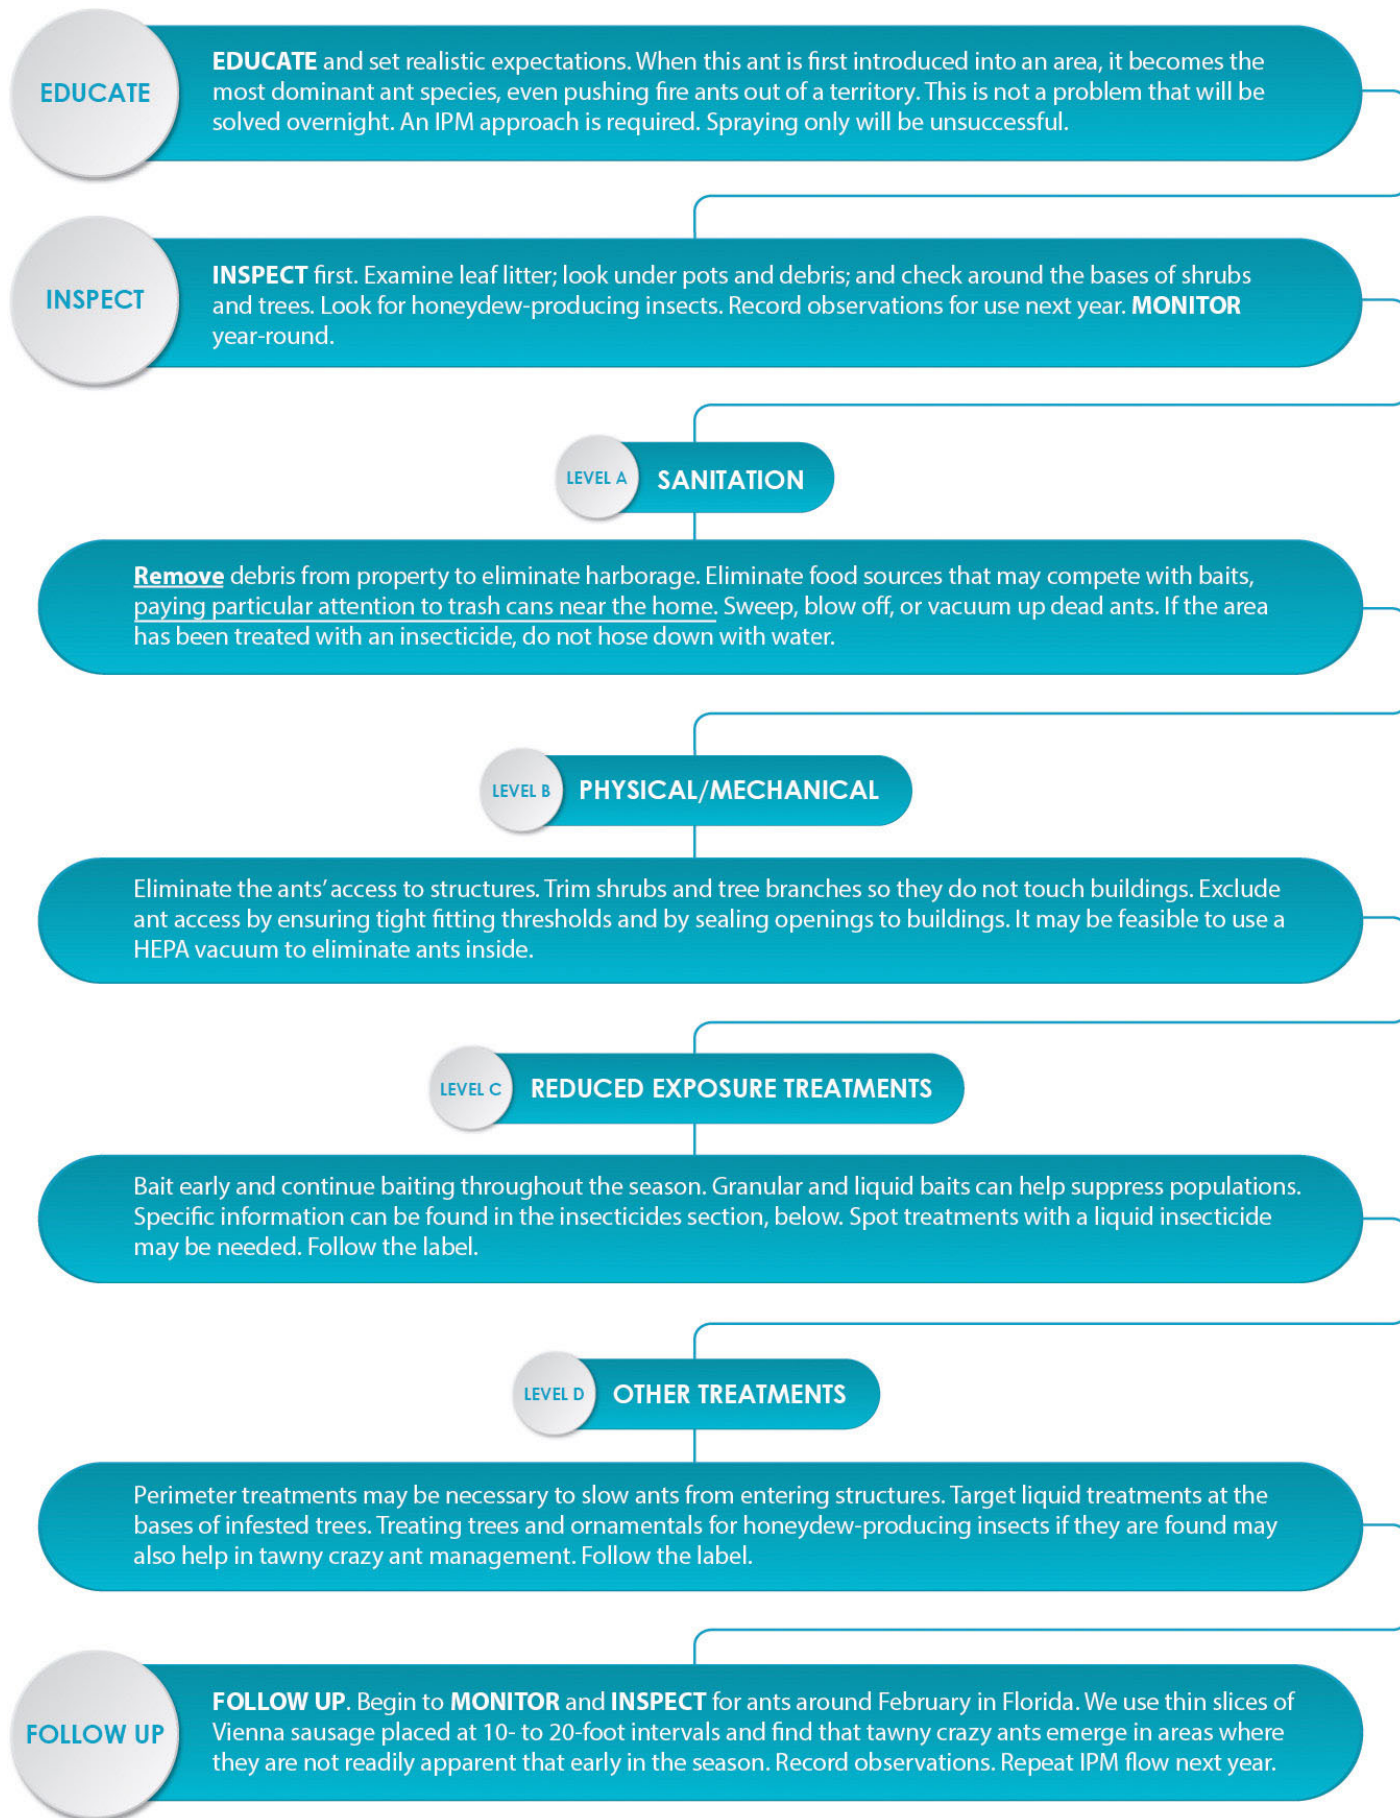 EDUCATE
EDUCATE and set realistic expectations. When this ant is first introduced into an area, it becomes the
most dominant ant species, even pushing fire ants out of a territory. This is not a problem that will be
solved overnight. An IPM approach is required. Spraying only will be unsuccessful.
INSPECT
INSPECT first. Examine leaf litter; look under pots and debris; and check around the bases of shrubs
and trees. Look for honeydew-producing insects. Record observations for use next year. MONITOR
year-round.
LEVEL A SANITATION
Remove debris from property to eliminate harborage. Eliminate food sources that may compete with baits,
paying particular attention to trash cans near the home. Sweep, blow off, or vacuum up dead ants. If the area
has been treated with an insecticide, do not hose down with water.
LEVEL B PHYSICAL/MECHANICAL
Eliminate the ants' access to structures. Trim shrubs and tree branches so they do not touch buildings. Exclude
ant access by ensuring tight fitting thresholds and by sealing openings to buildings. It may be feasible to use a
HEPA vacuum to eliminate ants inside.
LEVEL C REDUCED EXPOSURE TREATMENTS
Bait early and continue baiting throughout the season. Granular and liquid baits can help suppress populations.
Specific information can be found in the insecticides section, below. Spot treatments with a liquid insecticide
may be needed. Follow the label.
LEVEL D OTHER TREATMENTS
Perimeter treatments may be necessary to slow ants from entering structures. Target liquid treatments at the
bases of infested trees. Treating trees and ornamentals for honeydew-producing insects if they are found may
also help in tawny crazy ant management. Follow the label.
FOLLOW UP
FOLLOW UP. Begin to MONITOR and INSPECT for ants around February in Florida. We use thin slices of
Vienna sausage placed at 10- to 20-foot intervals and find that tawny crazy ants emerge in areas where
they are not readily apparent that early in the season. Record observations. Repeat IPM flow next year.